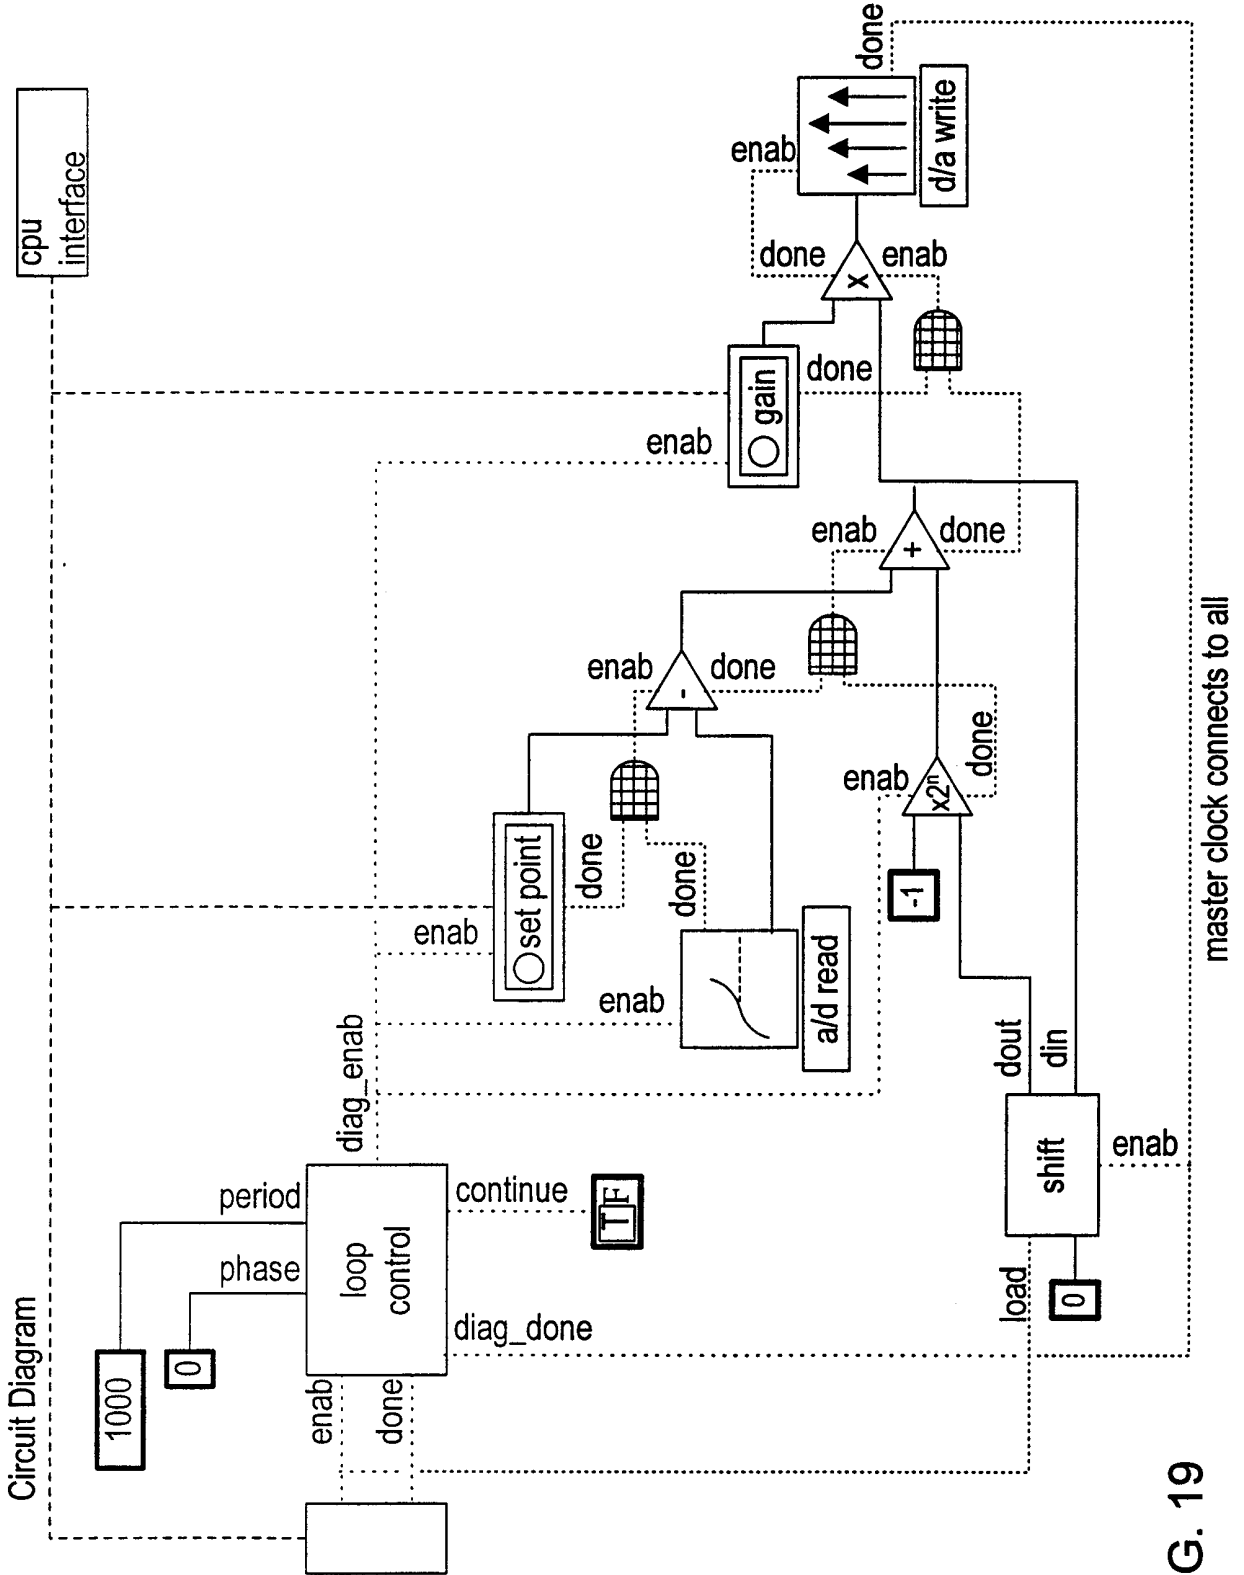 Circuit Diagram
cpu
interface
1000
0
period
phase
loop
control
enab
done
diag_enab
continue
diag_done
TF
enab
set point
done
enab
a/d read
done
enab
-
done
enab
gain
done
-1
enab
x2ⁿ
done
enab
+
done
done
x
enab
enab
d/a write
done
load
0
shift
dout
din
enab
master clock connects to all
G. 19